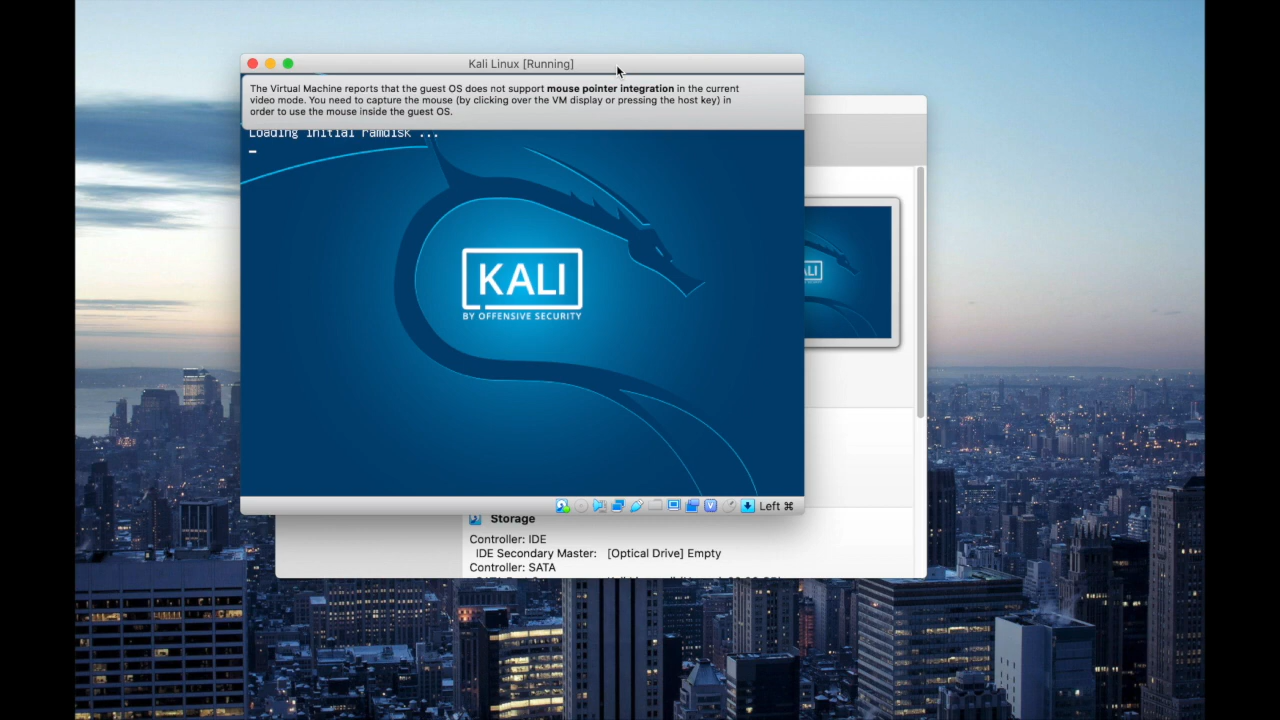 Kali Linux [Running]
The Virtual Machine reports that the guest OS does not support mouse pointer integration in the current
video mode. You need to capture the mouse (by clicking over the VM display or pressing the host key) in
order to use the mouse inside the guest OS.
Loading initial ramdisk ...
KALI
BY OFFENSIVE SECURITY
ALI
Left ⌘
Storage
Controller: IDE
IDE Secondary Master: [Optical Drive] Empty
Controller: SATA